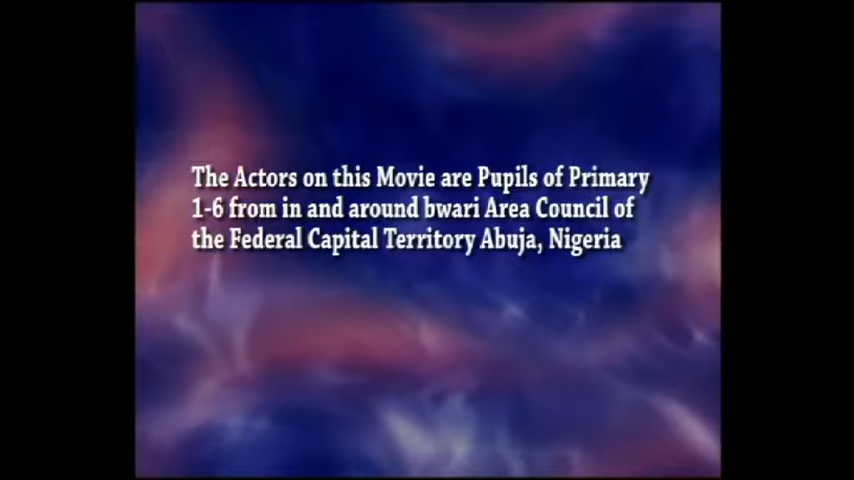 The Actors on this Movie are Pupils of Primary
1-6 from in and around bwari Area Council of
the Federal Capital Territory Abuja, Nigeria